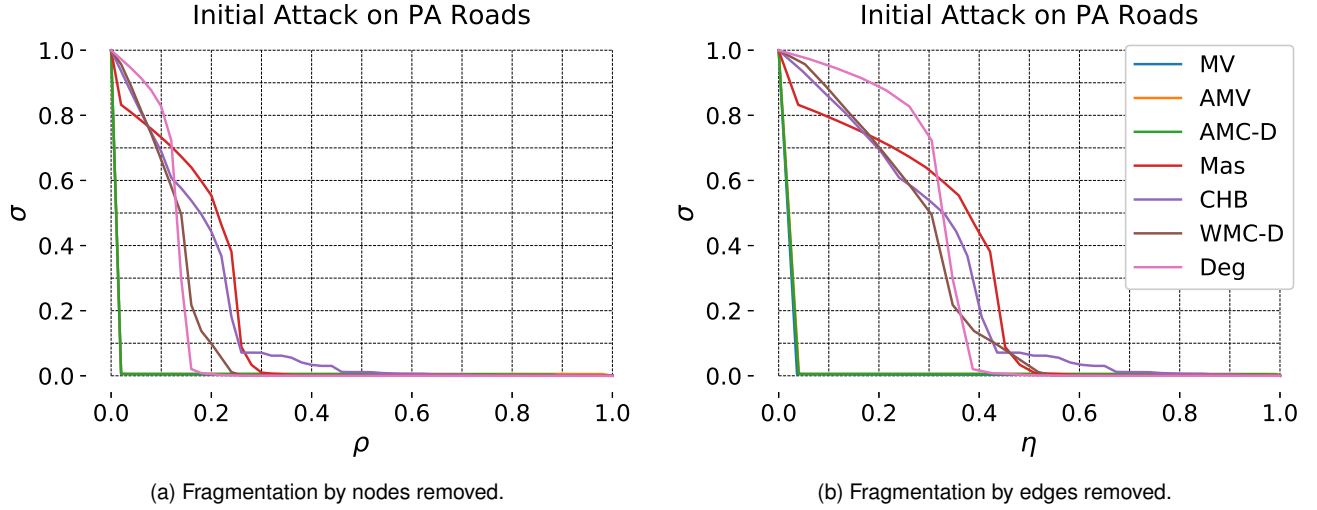 Initial Attack on PA Roads
1.0
0.8
0.6
0.4
0.2
0.0
σ
0.0 0.2 0.4 0.6 0.8 1.0
ρ
(a) Fragmentation by nodes removed.
Initial Attack on PA Roads
1.0
0.8
0.6
0.4
0.2
0.0
σ
0.0 0.2 0.4 0.6 0.8 1.0
η
MV
AMV
AMC-D
Mas
CHB
WMC-D
Deg
(b) Fragmentation by edges removed.